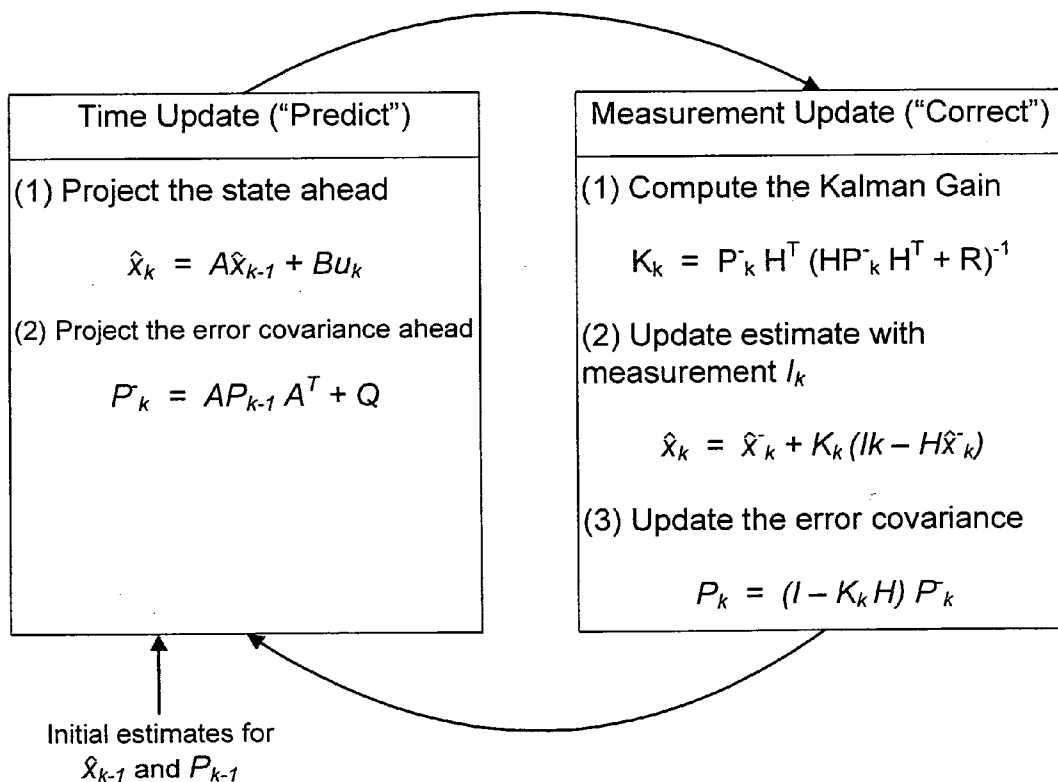 Time Update (“Predict”)
(1) Project the state ahead
x̂ₖ = Ax̂ₖ₋₁ + Buₖ
(2) Project the error covariance ahead
P⁻ₖ = APₖ₋₁ Aᵀ + Q
Measurement Update (“Correct”)
(1) Compute the Kalman Gain
Kₖ = P⁻ₖ Hᵀ (HP⁻ₖ Hᵀ + R)⁻¹
(2) Update estimate with
measurement lₖ
x̂ₖ = x̂⁻ₖ + Kₖ (lk – Hx̂⁻ₖ)
(3) Update the error covariance
Pₖ = (I – Kₖ H) P⁻ₖ
Initial estimates for
x̂ₖ₋₁ and Pₖ₋₁